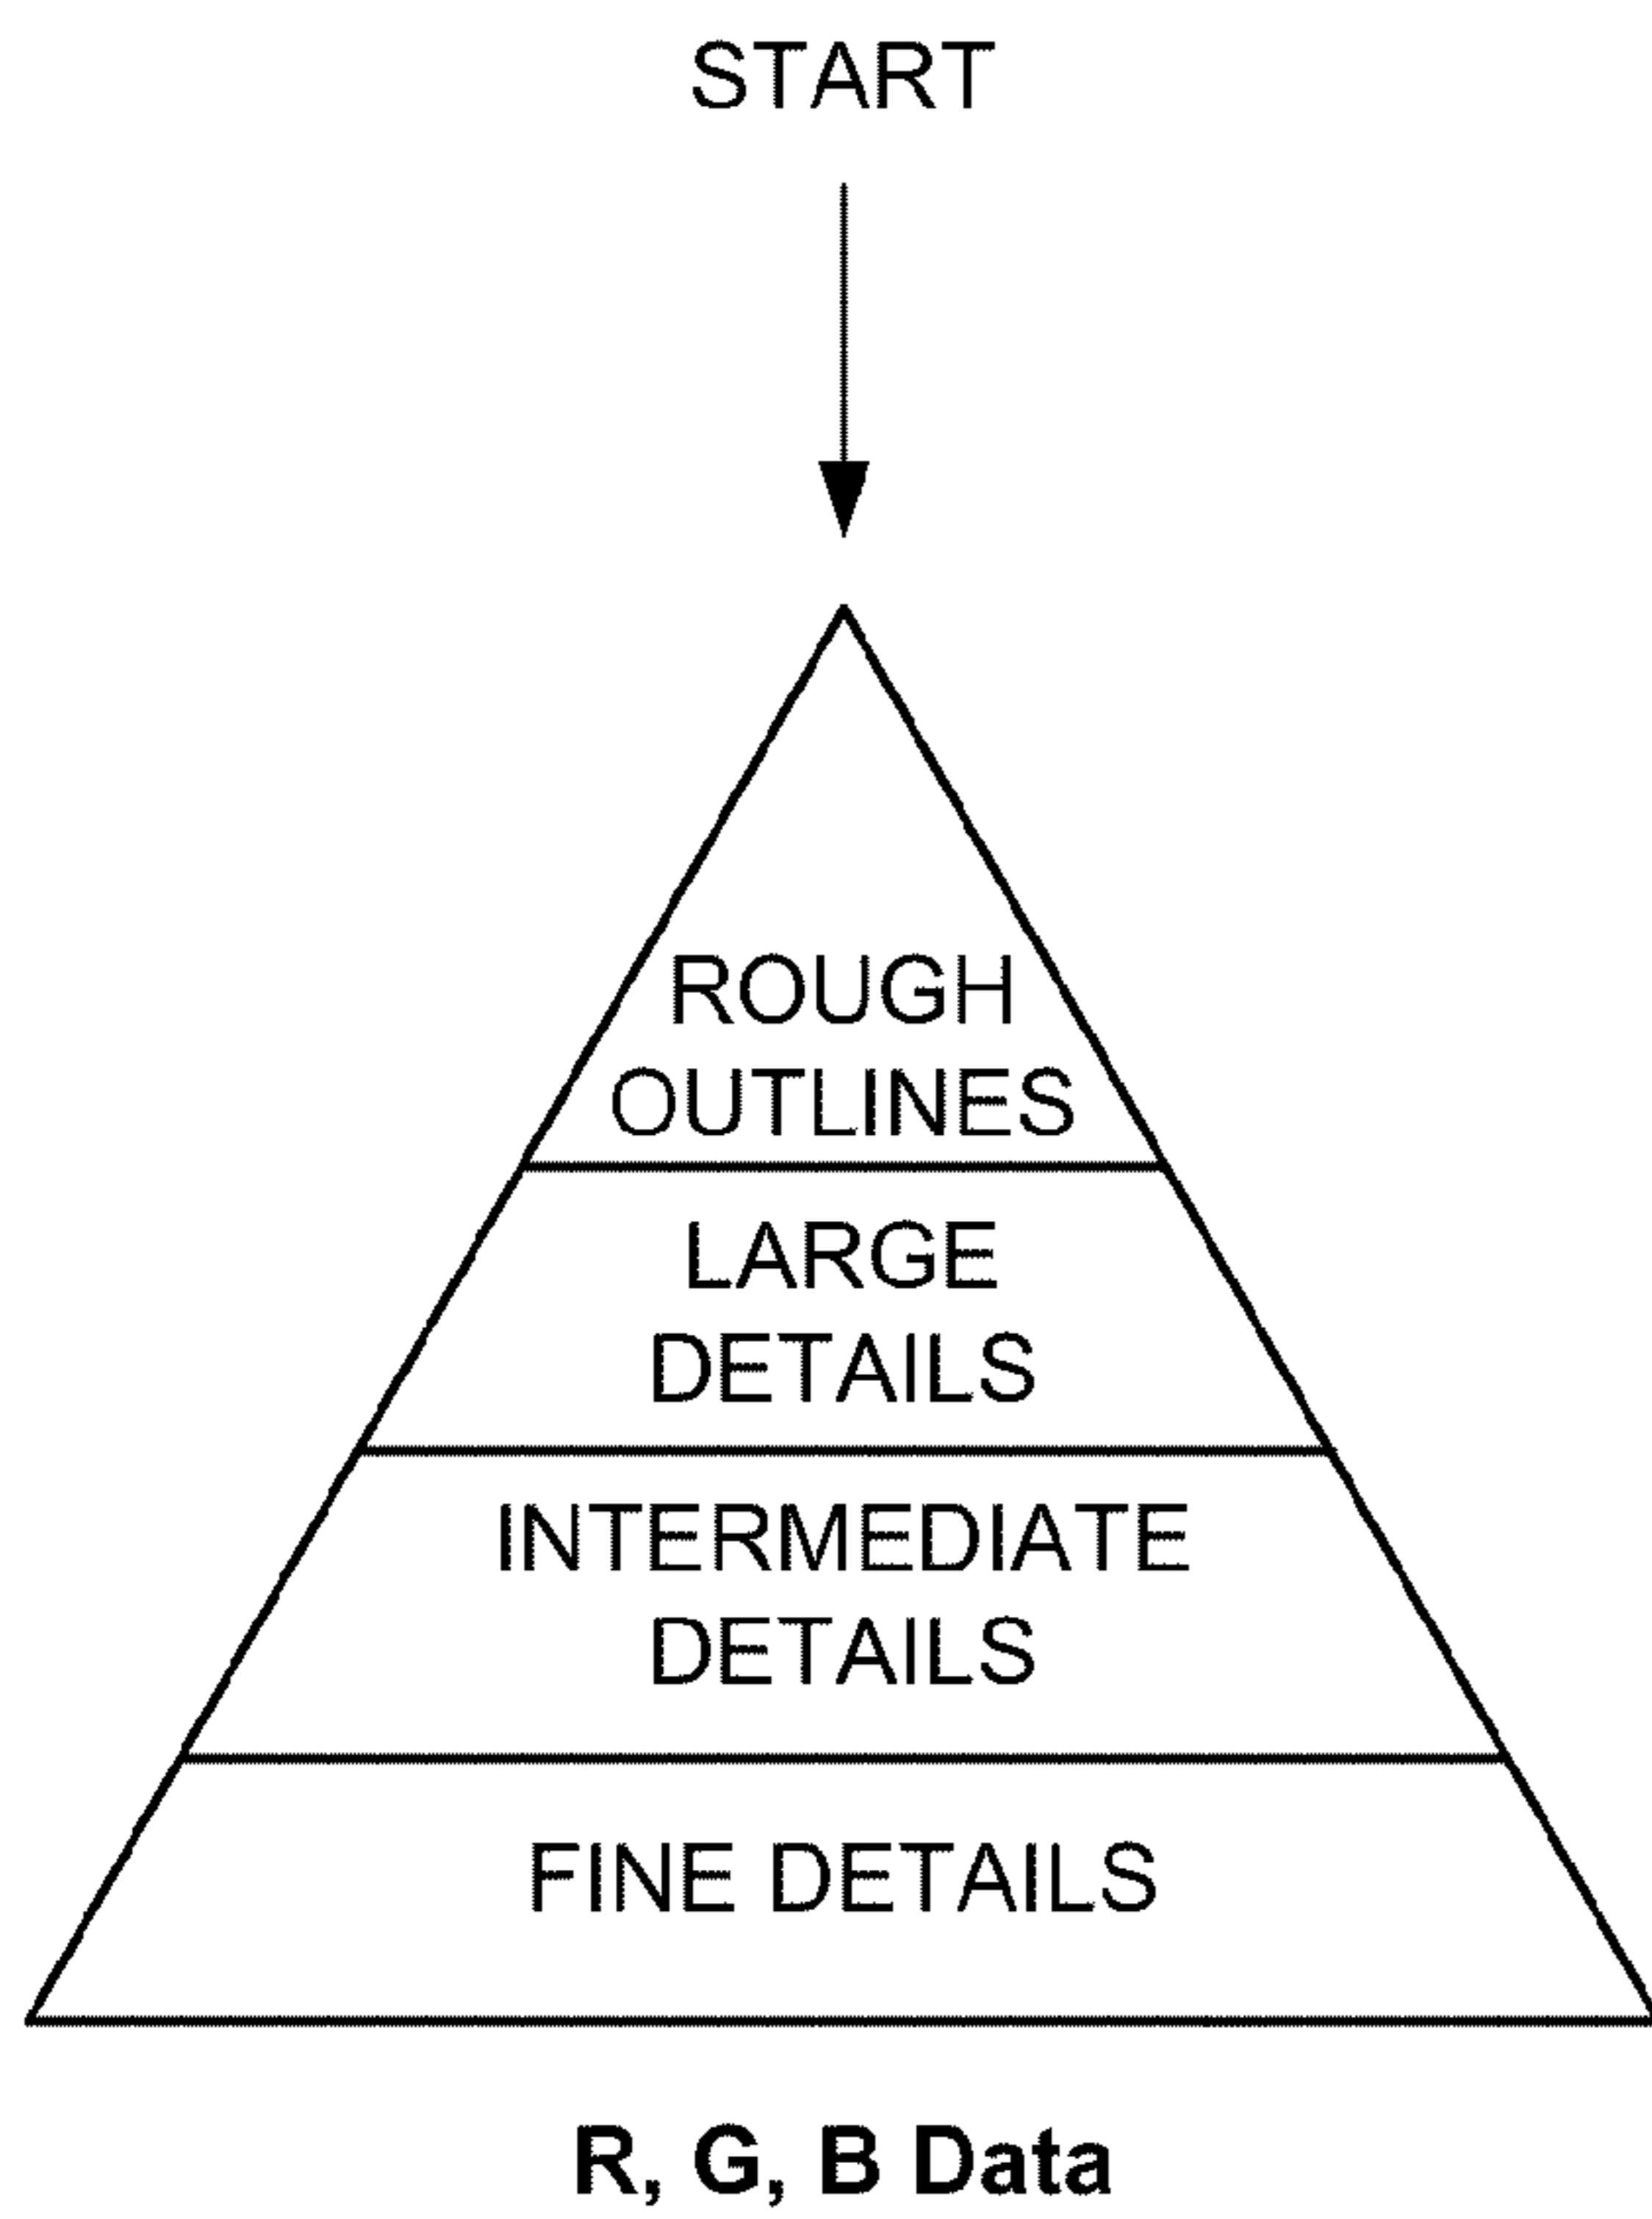 START
ROUGH
OUTLINES
LARGE
DETAILS
INTERMEDIATE
DETAILS
FINE DETAILS
R, G, B Data